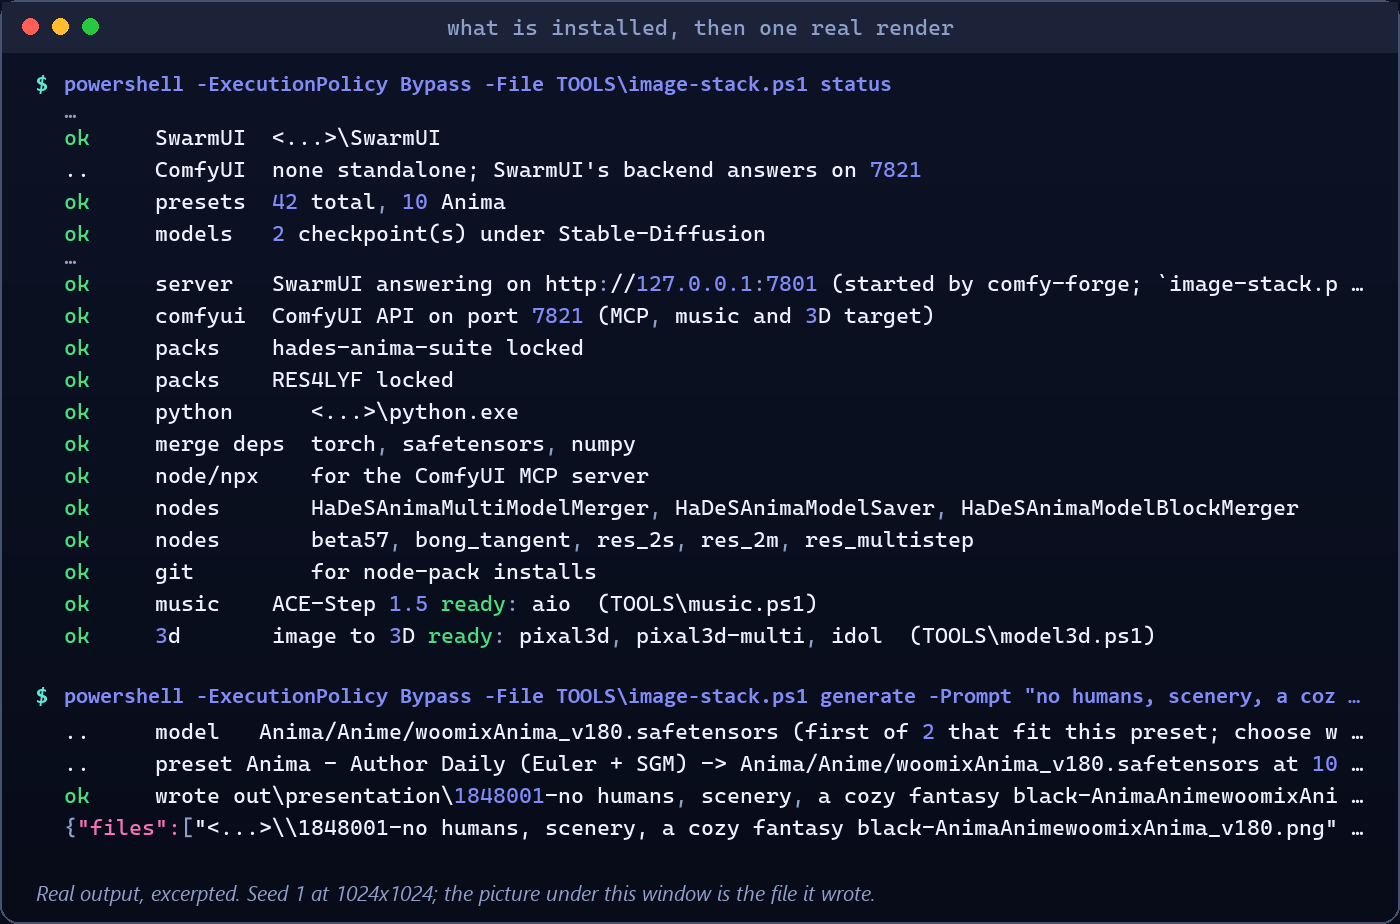 what is installed, then one real render
$ powershell -ExecutionPolicy Bypass -File TOOLS\image-stack.ps1 status
…
ok SwarmUI <...>\SwarmUI
.. ComfyUI none standalone; SwarmUI's backend answers on 7821
ok presets 42 total, 10 Anima
ok models 2 checkpoint(s) under Stable-Diffusion
…
ok server SwarmUI answering on http://127.0.0.1:7801 (started by comfy-forge; `image-stack.p …
ok comfyui ComfyUI API on port 7821 (MCP, music and 3D target)
ok packs hades-anima-suite locked
ok packs RES4LYF locked
ok python <...>\python.exe
ok merge deps torch, safetensors, numpy
ok node/npx for the ComfyUI MCP server
ok nodes HaDeSAnimaMultiModelMerger, HaDeSAnimaModelSaver, HaDeSAnimaModelBlockMerger
ok nodes beta57, bong_tangent, res_2s, res_2m, res_multistep
ok git for node-pack installs
ok music ACE-Step 1.5 ready: aio (TOOLS\music.ps1)
ok 3d image to 3D ready: pixal3d, pixal3d-multi, idol (TOOLS\model3d.ps1)
$ powershell -ExecutionPolicy Bypass -File TOOLS\image-stack.ps1 generate -Prompt "no humans, scenery, a coz …
.. model Anima/Anime/woomixAnima_v180.safetensors (first of 2 that fit this preset; choose w …
.. preset Anima - Author Daily (Euler + SGM) -> Anima/Anime/woomixAnima_v180.safetensors at 10 …
ok wrote out\presentation\1848001-no humans, scenery, a cozy fantasy black-AnimaAnimewoomixAni …
{"files":["<...>\\1848001-no humans, scenery, a cozy fantasy black-AnimaAnimewoomixAnima_v180.png" …
Real output, excerpted. Seed 1 at 1024x1024; the picture under this window is the file it wrote.